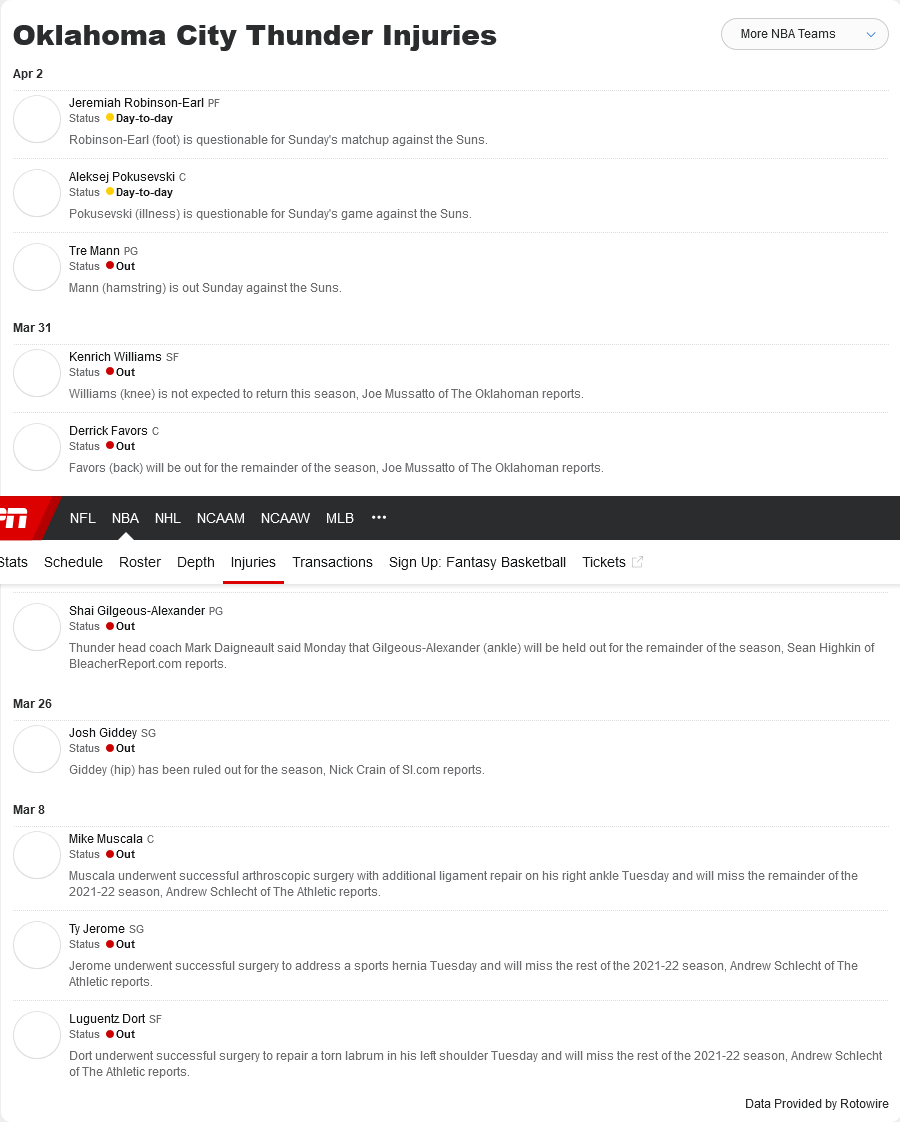 Oklahoma City Thunder Injuries
More NBA Teams
Apr 2
Jeremiah Robinson-Earl PF
Status Day-to-day
Robinson-Earl (foot) is questionable for Sunday's matchup against the Suns.
Aleksej Pokusevski C
Status Day-to-day
Pokusevski (illness) is questionable for Sunday's game against the Suns.
Tre Mann PG
Status Out
Mann (hamstring) is out Sunday against the Suns.
Mar 31
Kenrich Williams SF
Status Out
Williams (knee) is not expected to return this season, Joe Mussatto of The Oklahoman reports.
Derrick Favors C
Status Out
Favors (back) will be out for the remainder of the season, Joe Mussatto of The Oklahoman reports.
PN NFL NBA NHL NCAAM NCAAW MLB •••
Stats Schedule Roster Depth Injuries Transactions Sign Up: Fantasy Basketball Tickets
Shai Gilgeous-Alexander PG
Status Out
Thunder head coach Mark Daigneault said Monday that Gilgeous-Alexander (ankle) will be held out for the remainder of the season, Sean Highkin of
BleacherReport.com reports.
Mar 26
Josh Giddey SG
Status Out
Giddey (hip) has been ruled out for the season, Nick Crain of SI.com reports.
Mar 8
Mike Muscala C
Status Out
Muscala underwent successful arthroscopic surgery with additional ligament repair on his right ankle Tuesday and will miss the remainder of the
2021-22 season, Andrew Schlecht of The Athletic reports.
Ty Jerome SG
Status Out
Jerome underwent successful surgery to address a sports hernia Tuesday and will miss the rest of the 2021-22 season, Andrew Schlecht of The
Athletic reports.
Luguentz Dort SF
Status Out
Dort underwent successful surgery to repair a torn labrum in his left shoulder Tuesday and will miss the rest of the 2021-22 season, Andrew Schlecht
of The Athletic reports.
Data Provided by Rotowire